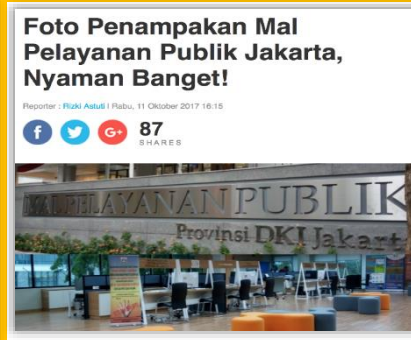 Foto Penampakan Mal
Pelayanan Publik Jakarta,
Nyaman Banget!
Reporter : Rizki Astuti I Rabu, 11 Oktober 2017 16:15
f
G+
87
SHARES
MAL PELAYANAN PUBLIK
Provinsi DKI Jakarta